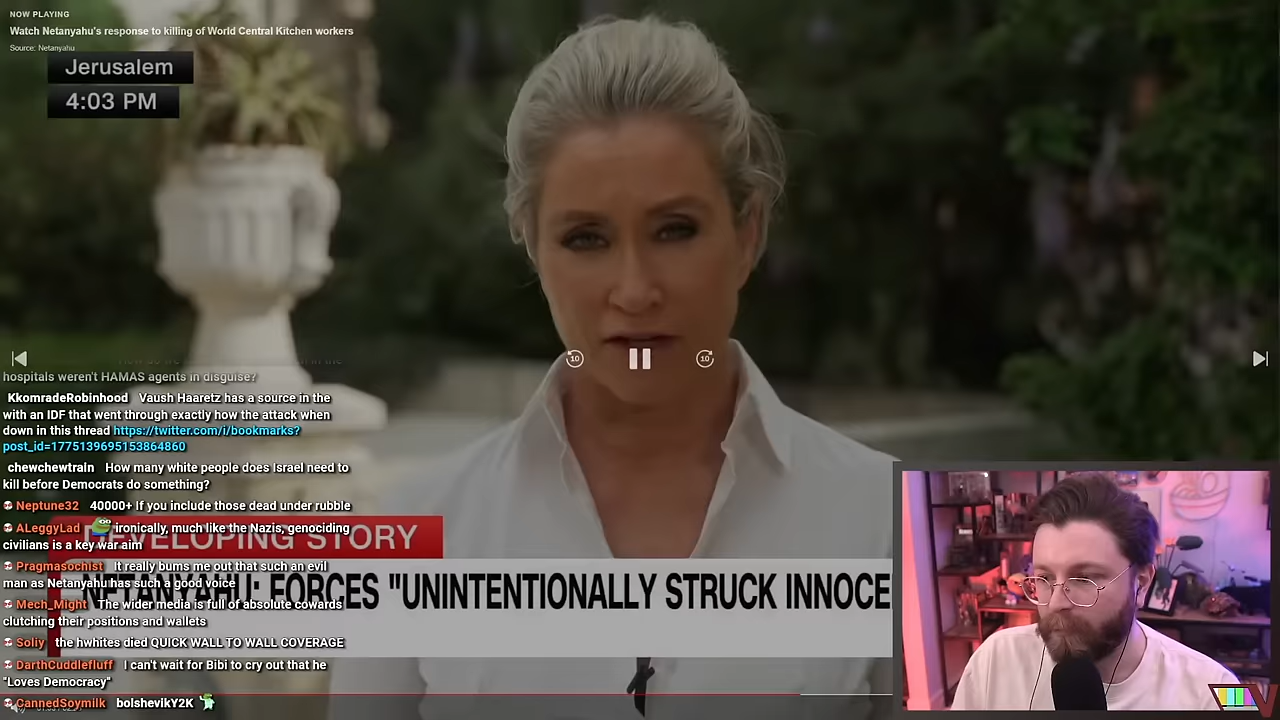 NOW PLAYING
Watch Netanyahu's response to killing of World Central Kitchen workers
Source: Netanyahu
Jerusalem
4:03 PM
10
10
hospitals weren't HAMAS agents in disguise?
KkomradeRobinhood Vaush Haaretz has a source in the
with an IDF that went through exactly how the attack when
down in this thread https://twitter.com/i/bookmarks?
post_id=1775139695153864860
chewchewtrain How many white people does Israel need to
kill before Democrats do something?
Neptune32 40000+ If you include those dead under rubble
ALeggyLad ironically, much like the Nazis, genociding
civilians is a key war aim
Pragmasochist it really bums me out that such an evil
man as Netanyahu has such a good voice
Mech_Might The wider media is full of absolute cowards
clutching their positions and wallets
Soliy the hwhites died QUICK WALL TO WALL COVERAGE
DarthCuddlefluff I can't wait for Bibi to cry out that he
"Loves Democracy"
CannedSoymilk bolshevikY2K
DEVELOPING STORY
NETANYAHU: FORCES "UNINTENTIONALLY STRUCK INNOCE
V